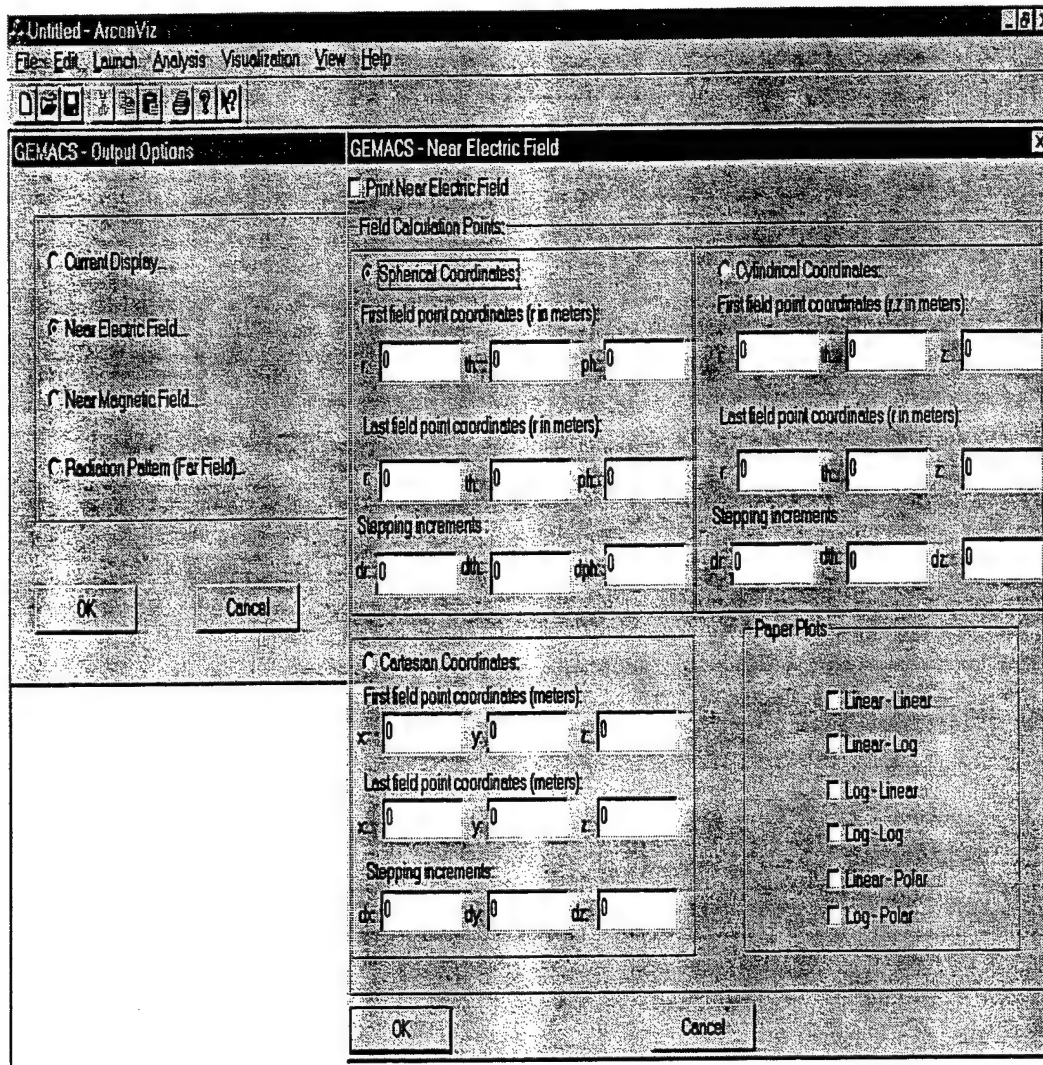 Untitled - ArconViz
File Edit Launch Analysis Visualization View Help
GEMACS - Output Options
Current Display...
Near Electric Field...
Near Magnetic Field...
Radiation Pattern (Far Field)...
OK Cancel
GEMACS - Near Electric Field
Print Near Electric Field
Field Calculation Points:
Spherical Coordinates:
First field point coordinates (r in meters):
r: 0 th: 0 ph: 0
Last field point coordinates (r in meters):
r: 0 th: 0 ph: 0
Stepping increments:
dr: 0 dth: 0 dph: 0
Cylindrical Coordinates:
First field point coordinates (r,z in meters):
r: 0 tha 0 z: 0
Last field point coordinates (r in meters):
r: 0 th: 0 z: 0
Stepping increments
dr: 0 dth: 0 dz: 0
Cartesian Coordinates:
First field point coordinates (meters):
x: 0 y: 0 z: 0
Last field point coordinates (meters):
x: 0 y: 0 z: 0
Stepping increments:
dx: 0 dy: 0 dz: 0
Paper Plots
Linear - Linear
Linear - Log
Log - Linear
Log - Log
Linear - Polar
Log - Polar
OK Cancel